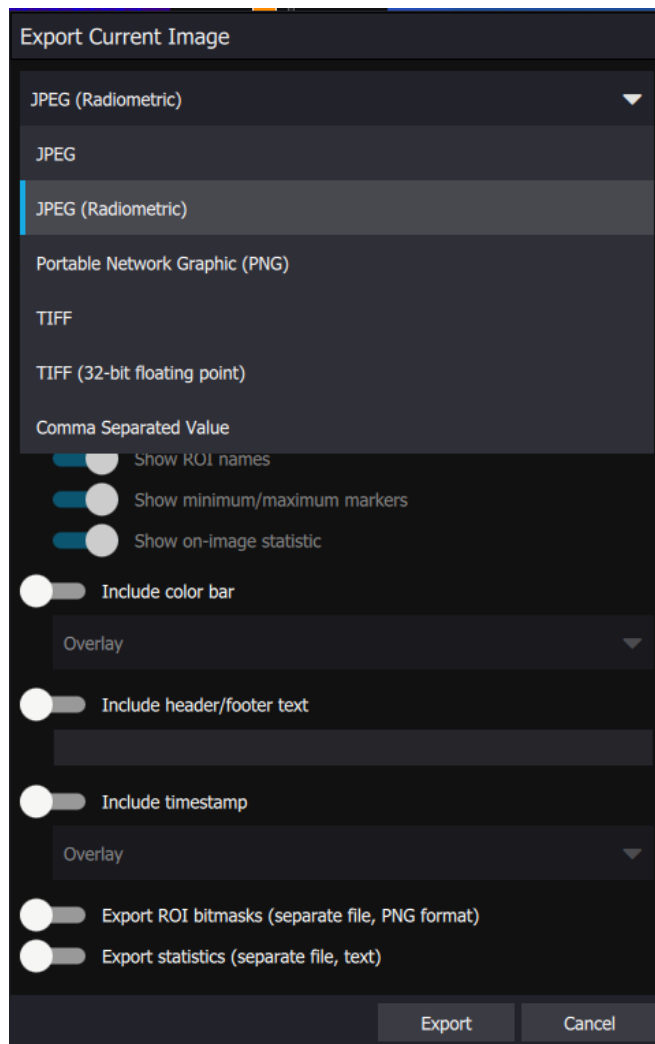 Export Current Image
JPEG (Radiometric)
JPEG
JPEG (Radiometric)
Portable Network Graphic (PNG)
TIFF
TIFF (32-bit floating point)
Comma Separated Value
Show ROI names
Show minimum/maximum markers
Show on-image statistic
Include color bar
Overlay
Include header/footer text
Include timestamp
Overlay
Export ROI bitmasks (separate file, PNG format)
Export statistics (separate file, text)
Export Cancel